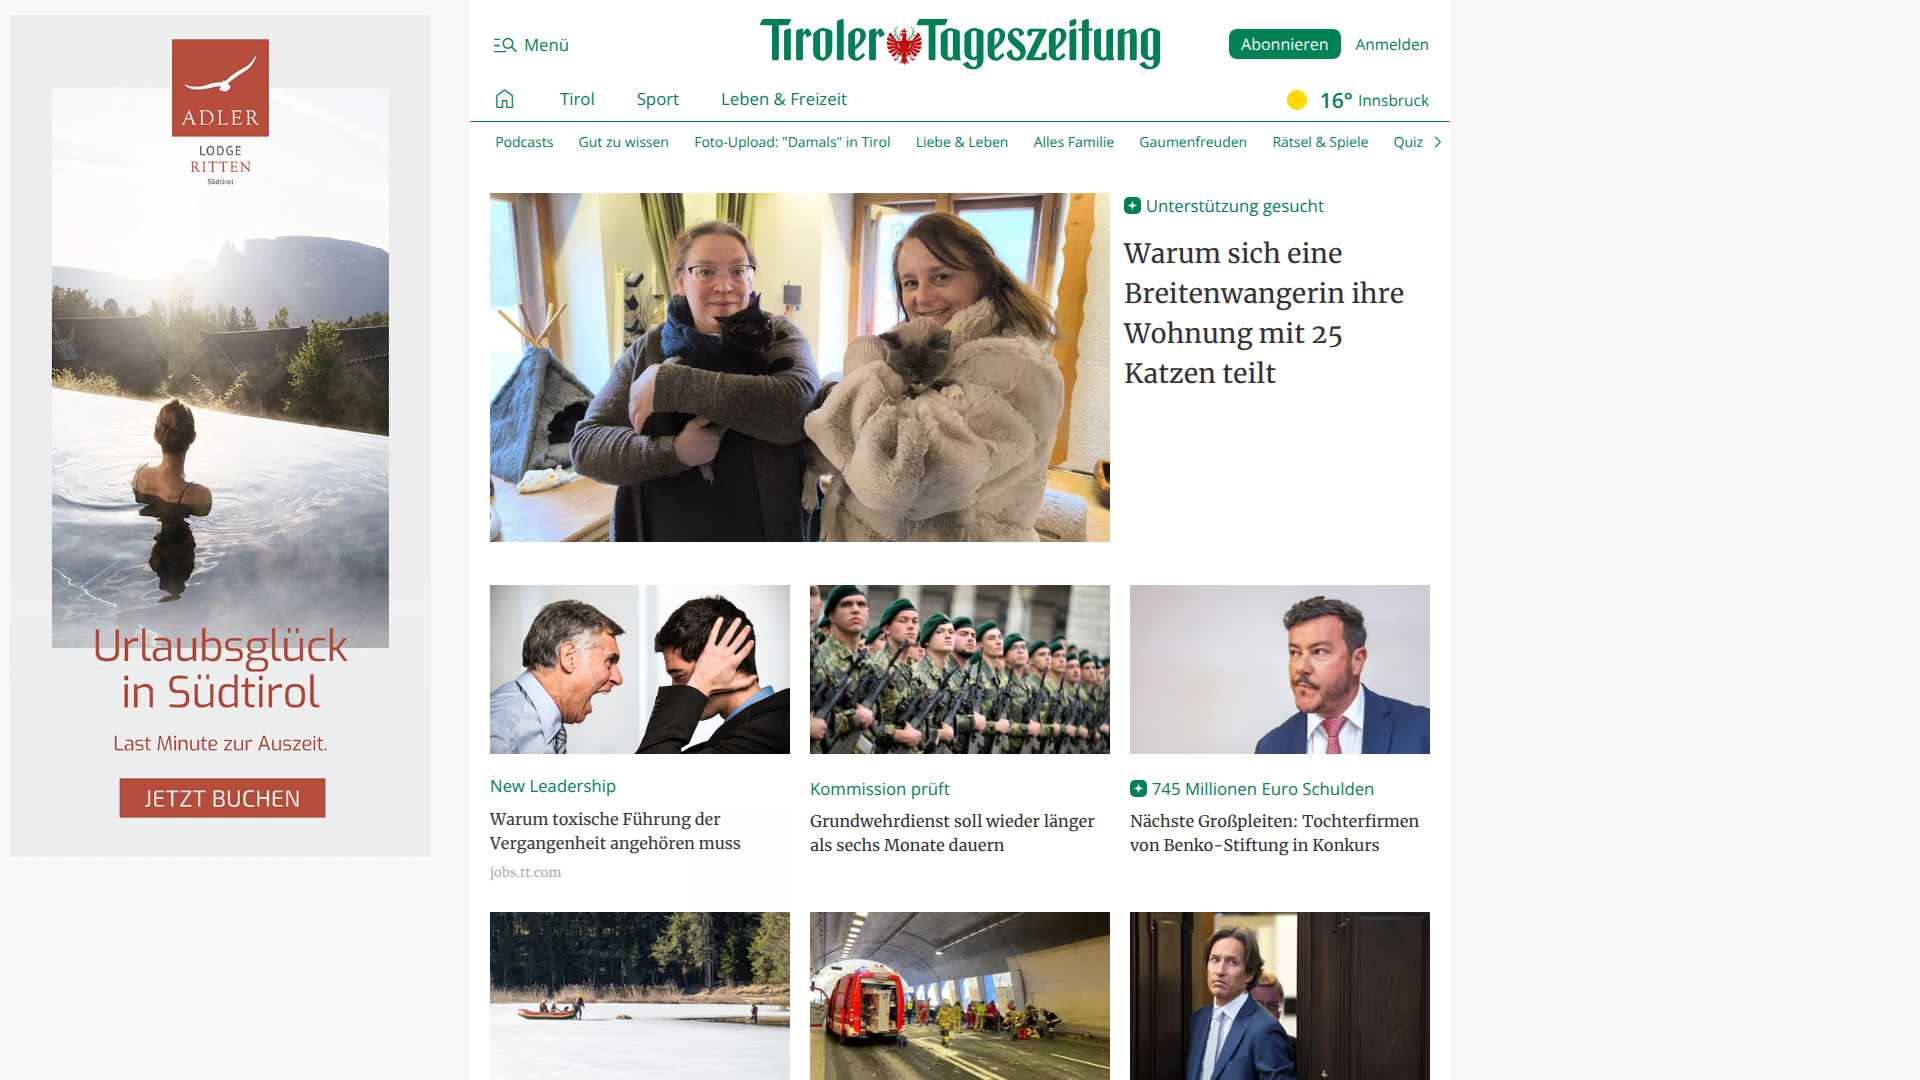 ADLER
LODGE
RITTEN
Südtirol
Urlaubsglück
in Südtirol
Last Minute zur Auszeit.
JETZT BUCHEN
Menü
Tiroler Tageszeitung
Abonnieren
Anmelden
Tirol
Sport
Leben & Freizeit
16° Innsbruck
Podcasts
Gut zu wissen
Foto-Upload: "Damals" in Tirol
Liebe & Leben
Alles Familie
Gaumenfreuden
Rätsel & Spiele
Quiz
Unterstützung gesucht
Warum sich eine
Breitenwangerin ihre
Wohnung mit 25
Katzen teilt
New Leadership
Warum toxische Führung der
Vergangenheit angehören muss
jobs.tt.com
Kommission prüft
Grundwehrdienst soll wieder länger
als sechs Monate dauern
745 Millionen Euro Schulden
Nächste Großpleiten: Tochterfirmen
von Benko-Stiftung in Konkurs